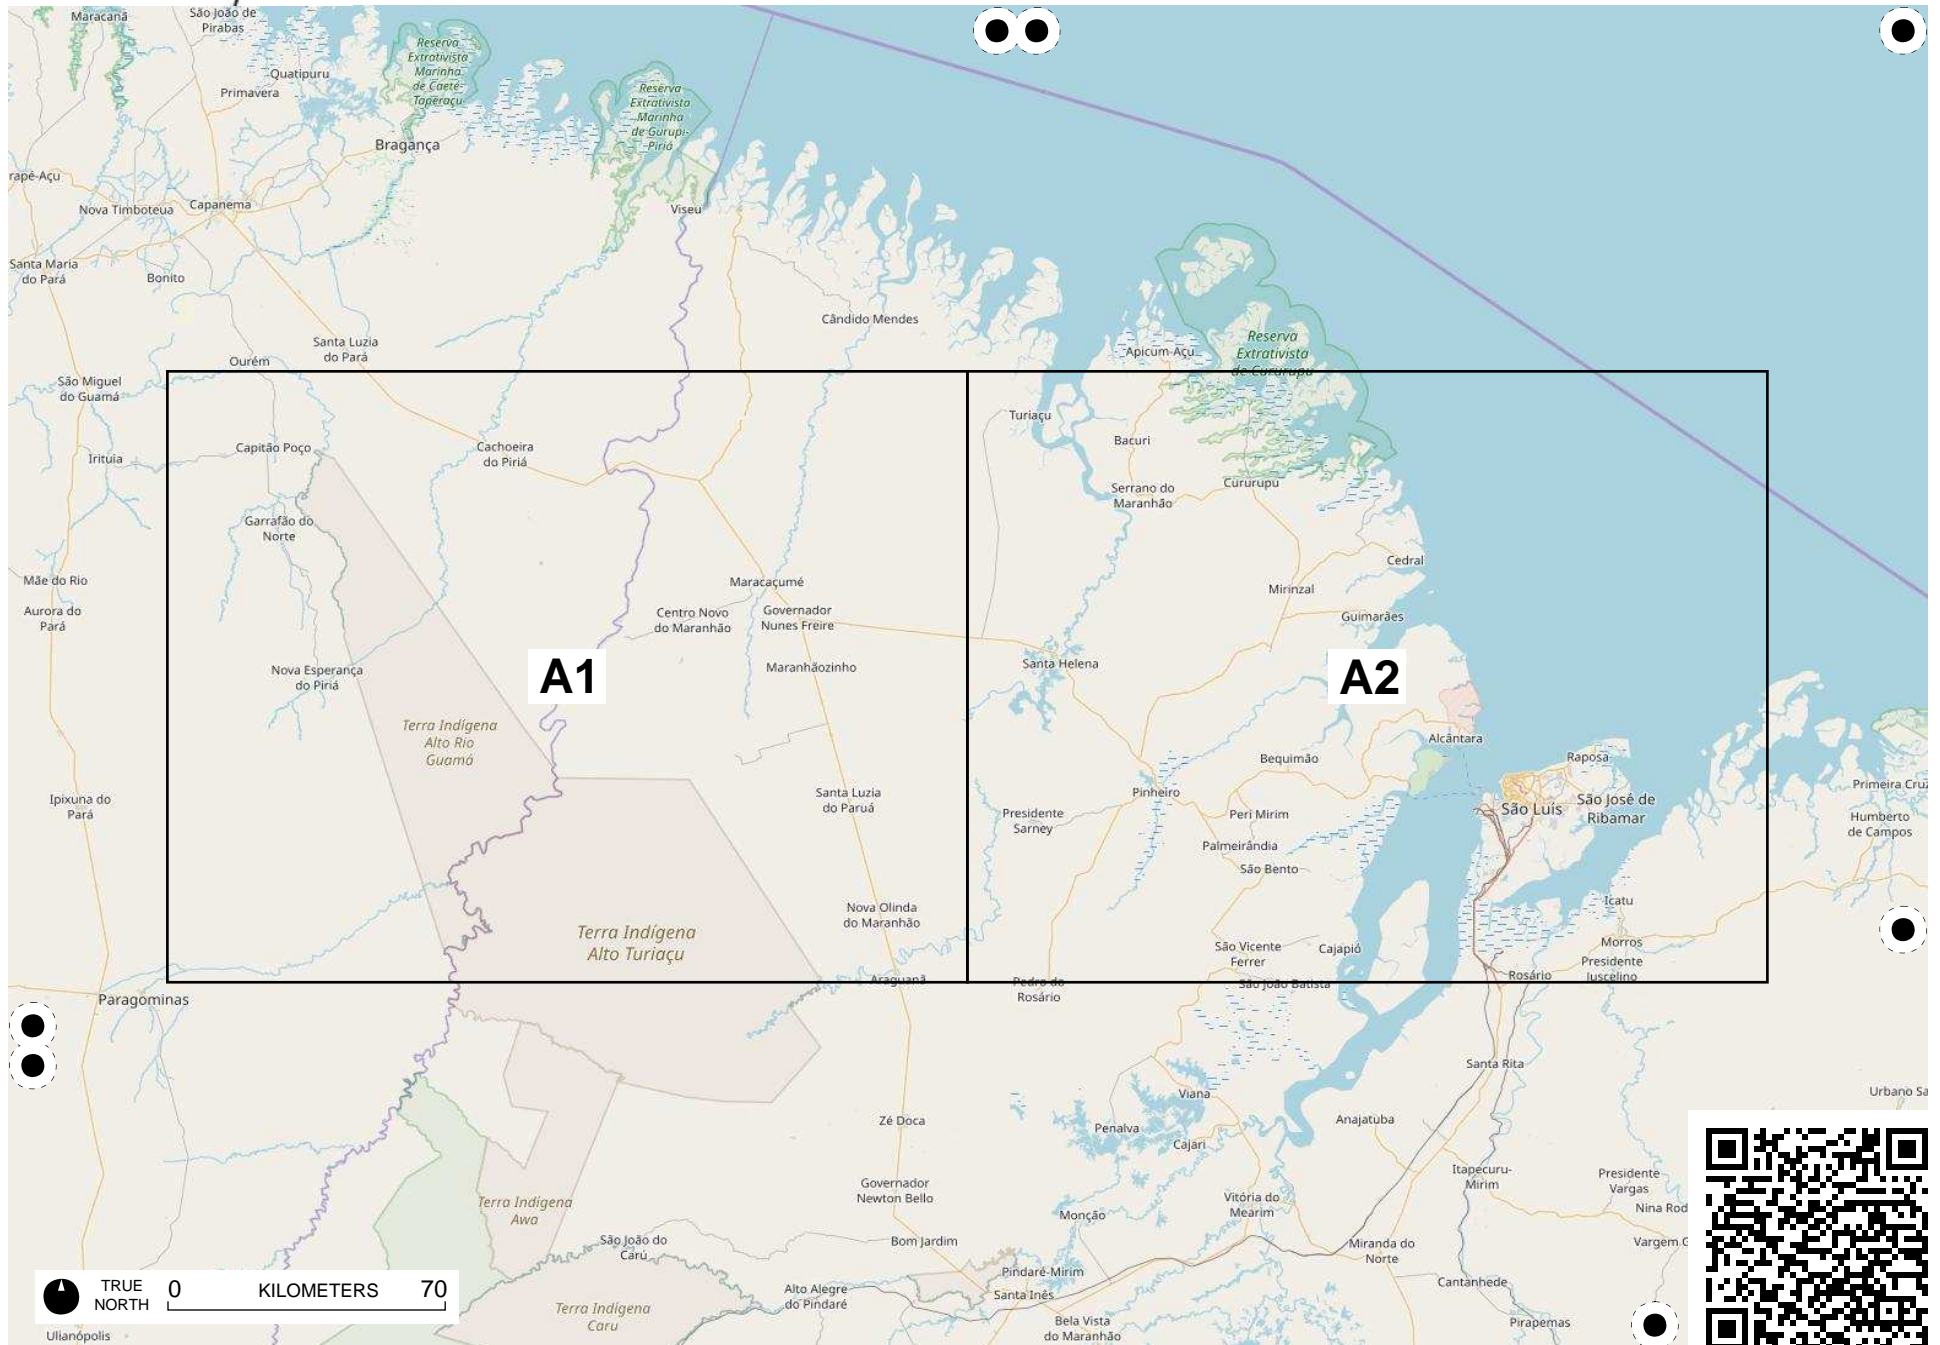 Maracanã
São João de
Pirabas
Reserva
Extrativista
Marinha
de Caeté-
Taperaçu
Quatipuru
Primavera
Reserva
Extrativista
Marinha
de Gurupi-
Piriá
Bragança
rapé-Açu
Nova Timboteua
Capanema
Viseu
Santa Maria
do Pará
Bonito
Cândido Mendes
Santa Luzia
do Pará
Ourém
Apicum-Açu
Reserva
Extrativista
de Cururupu
São Miguel
do Guamá
Turiaçu
Bacuri
Capitão Poço
Cachoeira
do Piriá
Irituia
Serrano do
Maranhão
Cururupu
Garrafão do
Norte
Cedral
Mãe do Rio
Maracaçumé
Mirinzal
Aurora do
Pará
Centro Novo
do Maranhão
Governador
Nunes Freire
Guimarães
A1
A2
Nova Esperança
do Piriá
Maranhãozinho
Santa Helena
Terra Indígena
Alto Rio
Guamá
Alcântara
Bequimão
Raposa
Primeira Cruz
Ipixuna do
Pará
Santa Luzia
do Paruá
Pinheiro
Presidente
Sarney
Peri Mirim
São Luís
São José de
Ribamar
Humberto
de Campos
Palmeirândia
São Bento
Nova Olinda
do Maranhão
Icatu
Terra Indígena
Alto Turiaçu
São Vicente
Ferrer
Cajapió
Morros
Presidente
Juscelino
Araguanã
Pedro do
Rosário
São João Batista
Rosário
Paragominas
Santa Rita
Viana
Urbano Sa
Zé Doca
Penalva
Cajari
Anajatuba
Governador
Newton Bello
Itapecuru-
Mirim
Presidente
Vargas
Terra Indígena
Awa
Monção
Vitória do
Mearim
Nina Rod
São João do
Carú
Bom Jardim
Miranda do
Norte
Vargem G
Pindaré-Mirim
Santa Inês
Cantanhede
TRUE
NORTH
0 KILOMETERS 70
Alto Alegre
do Pindaré
Terra Indígena
Caru
Bela Vista
do Maranhão
Pirapemas
Ulianópolis